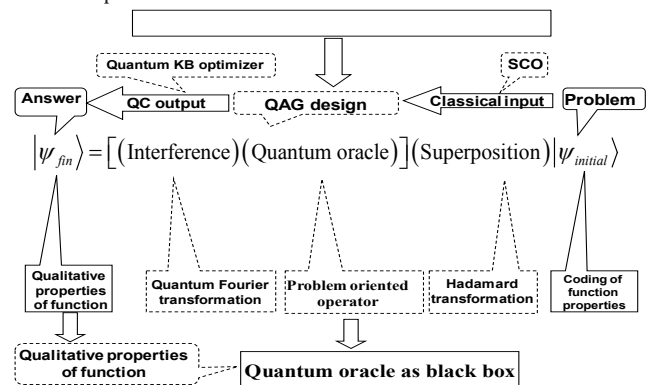 Quantum KB optimizer
SCO
Answer
QC output
QAG design
Classical input
Problem
|ψ_fin⟩=[(Interference)(Quantum oracle)](Superposition)|ψ_initial⟩
Qualitative
properties
of function
Quantum Fourier
transformation
Problem oriented
operator
Hadamard
transformation
Coding of
function
properties
Qualitative properties
of function
Quantum oracle as black box